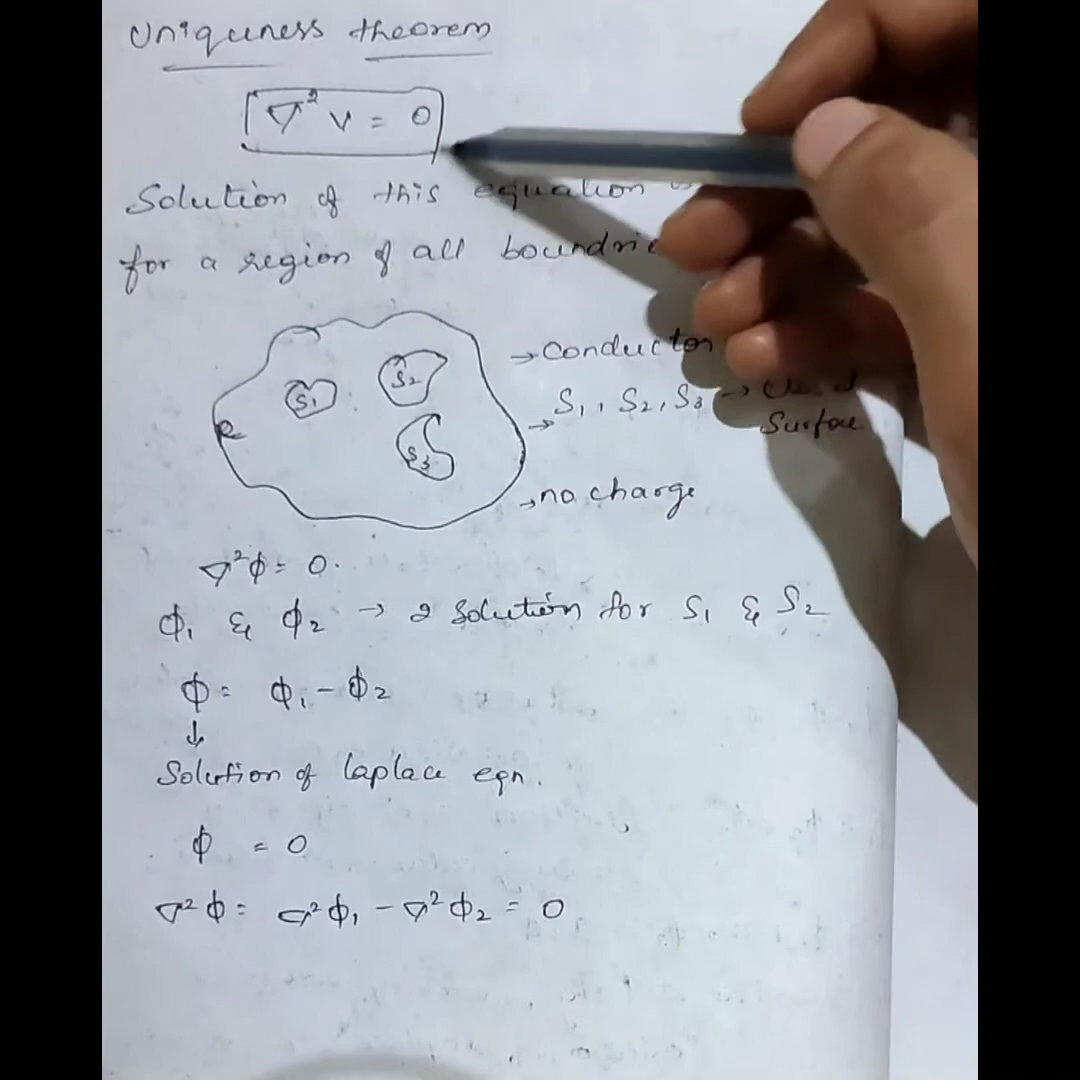 Uniqueness theorem
∇² V = 0
Solution of this equation
for a region of all
S₁
S₂
S₃
→ Conductor
→ S₁, S₂, S₃ →
Surface
→ no charge
∇²ϕ = 0.
ϕ₁ & ϕ₂ → 2 Solution for S₁ & S₂
ϕ = ϕ₁ - ϕ₂
↓
Solution of laplace eqn.
ϕ = 0
∇²ϕ = ∇²ϕ₁ - ∇²ϕ₂ = 0